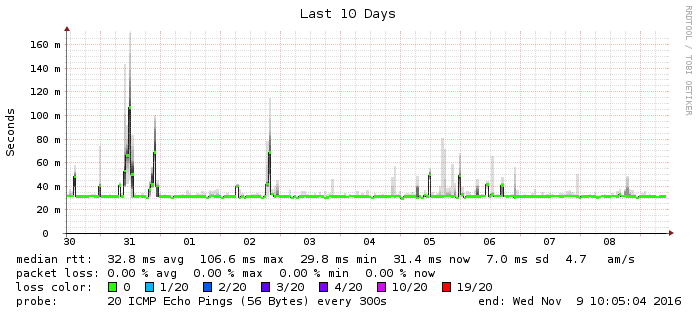 Last 10 Days
RRDTOOL / TOBI OETIKER
Seconds
160 m
140 m
120 m
100 m
80 m
60 m
40 m
20 m
0
30 31 01 02 03 04 05 06 07 08
median rtt: 32.8 ms avg 106.6 ms max 29.8 ms min 31.4 ms now 7.0 ms sd 4.7 am/s
packet loss: 0.00 % avg 0.00 % max 0.00 % min 0.00 % now
loss color: 0 1/20 2/20 3/20 4/20 10/20 19/20
probe: 20 ICMP Echo Pings (56 Bytes) every 300s end: Wed Nov 9 10:05:04 2016